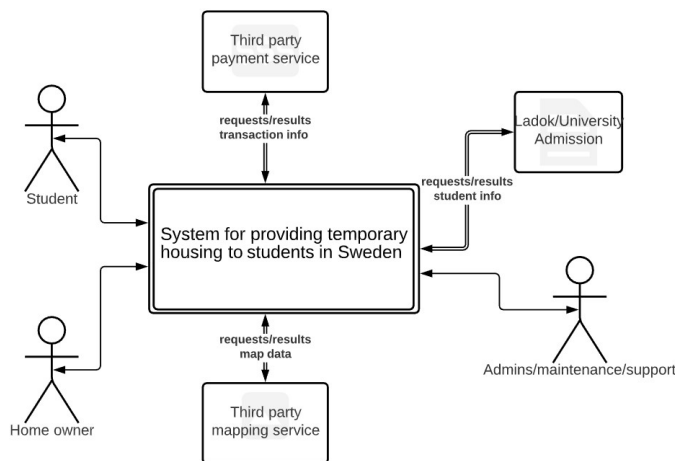 Third party
payment service
requests/results
transaction info
Ladok/University
Admission
requests/results
student info
Student
System for providing temporary
housing to students in Sweden
requests/results
map data
Admins/maintenance/support
Home owner
Third party
mapping service